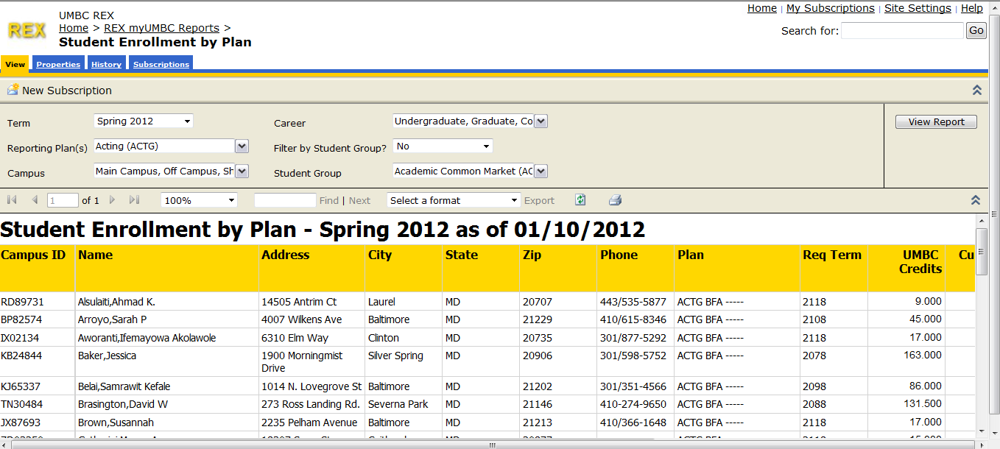 Home | My Subscriptions | Site Settings | Help
UMBC REX
REX
Home > REX myUMBC Reports >
Search for: Go
Student Enrollment by Plan
View Properties History Subscriptions
New Subscription
Term Spring 2012 Career Undergraduate, Graduate, Co View Report
Reporting Plan(s) Acting (ACTG) Filter by Student Group? No
Campus Main Campus, Off Campus, Sh Student Group Academic Common Market (AC
1 of 1 100% Find | Next Select a format Export
Student Enrollment by Plan - Spring 2012 as of 01/10/2012
Campus ID Name Address City State Zip Phone Plan Req Term UMBC Cu
Credits
RD89731 Alsulaiti,Ahmad K. 14505 Antrim Ct Laurel MD 20707 443/535-5877 ACTG BFA ----- 2118 9.000
BP82574 Arroyo,Sarah P 4007 Wilkens Ave Baltimore MD 21229 410/615-8346 ACTG BFA ----- 2108 45.000
IX02134 Aworanti,Ifemayowa Akolawole 6310 Elm Way Clinton MD 20735 301/877-5292 ACTG BFA ----- 2118 17.000
KB24844 Baker,Jessica 1900 Morningmist Silver Spring MD 20906 301/598-5752 ACTG BFA ----- 2078 163.000
Drive
KJ65337 Belai,Samrawit Kefale 1014 N. Lovegrove St Baltimore MD 21202 301/351-4566 ACTG BFA ----- 2098 86.000
TN30484 Brasington,David W 273 Ross Landing Rd. Severna Park MD 21146 410-274-9650 ACTG BFA ----- 2088 131.500
JX87693 Brown,Susannah 2235 Pelham Avenue Baltimore MD 21213 410/366-1648 ACTG BFA ----- 2118 17.000